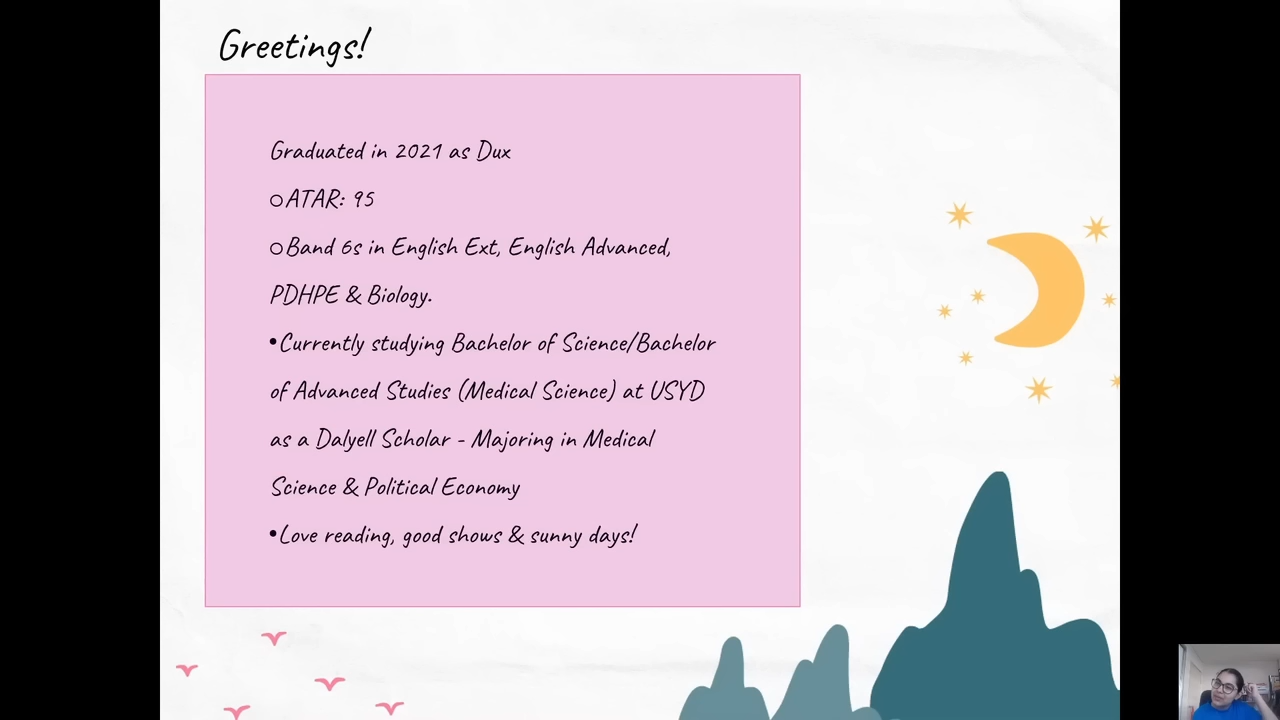 Greetings!
Graduated in 2021 as Dux
○ATAR: 95
○Band 6s in English Ext, English Advanced,
PDHPE & Biology.
•Currently studying Bachelor of Science/Bachelor
of Advanced Studies (Medical Science) at USYD
as a Dalyell Scholar - Majoring in Medical
Science & Political Economy
•Love reading, good shows & sunny days!